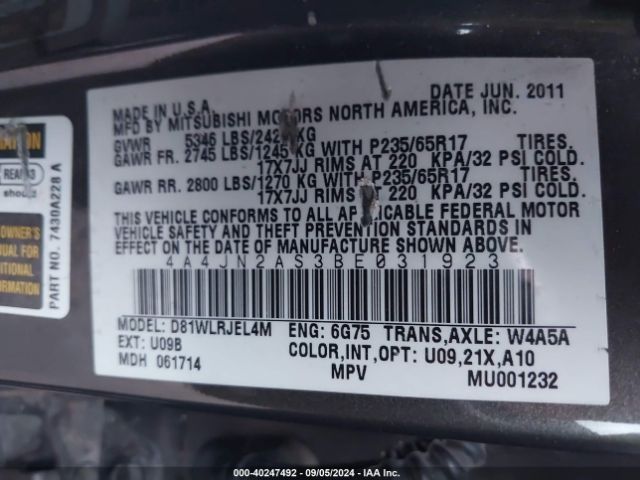 DATE JUN. 2011
MADE IN U.S.A.
MFD BY MITSUBISHI MOTORS NORTH AMERICA, INC.
GVWR 5346 LBS/242 KG
GAWR FR. 2745 LBS/1245 KG WITH P235/65R17 TIRES,
17X7JJ RIMS AT 220 KPA/32 PSI COLD.
GAWR RR. 2800 LBS/1270 KG WITH P235/65R17 TIRES,
17X7JJ RIMS AT 220 KPA/32 PSI COLD.
THIS VEHICLE CONFORMS TO ALL APPLICABLE FEDERAL MOTOR
VEHICLE SAFETY AND THEFT PREVENTION STANDARDS IN
EFFECT ON THE DATE OF MANUFACTURE SHOWN ABOVE.
4A4JN2AS3BE031923
MODEL: D81WLRJEL4M ENG: 6G75 TRANS,AXLE: W4A5A
EXT: U09B COLOR,INT,OPT: U09,21X,A10
MDH 061714 MPV MU001232
REAR
should
OWNER'S
FOR
PART NO. 7430A228 A
000-40247492 - 09/05/2024 - IAA Inc.